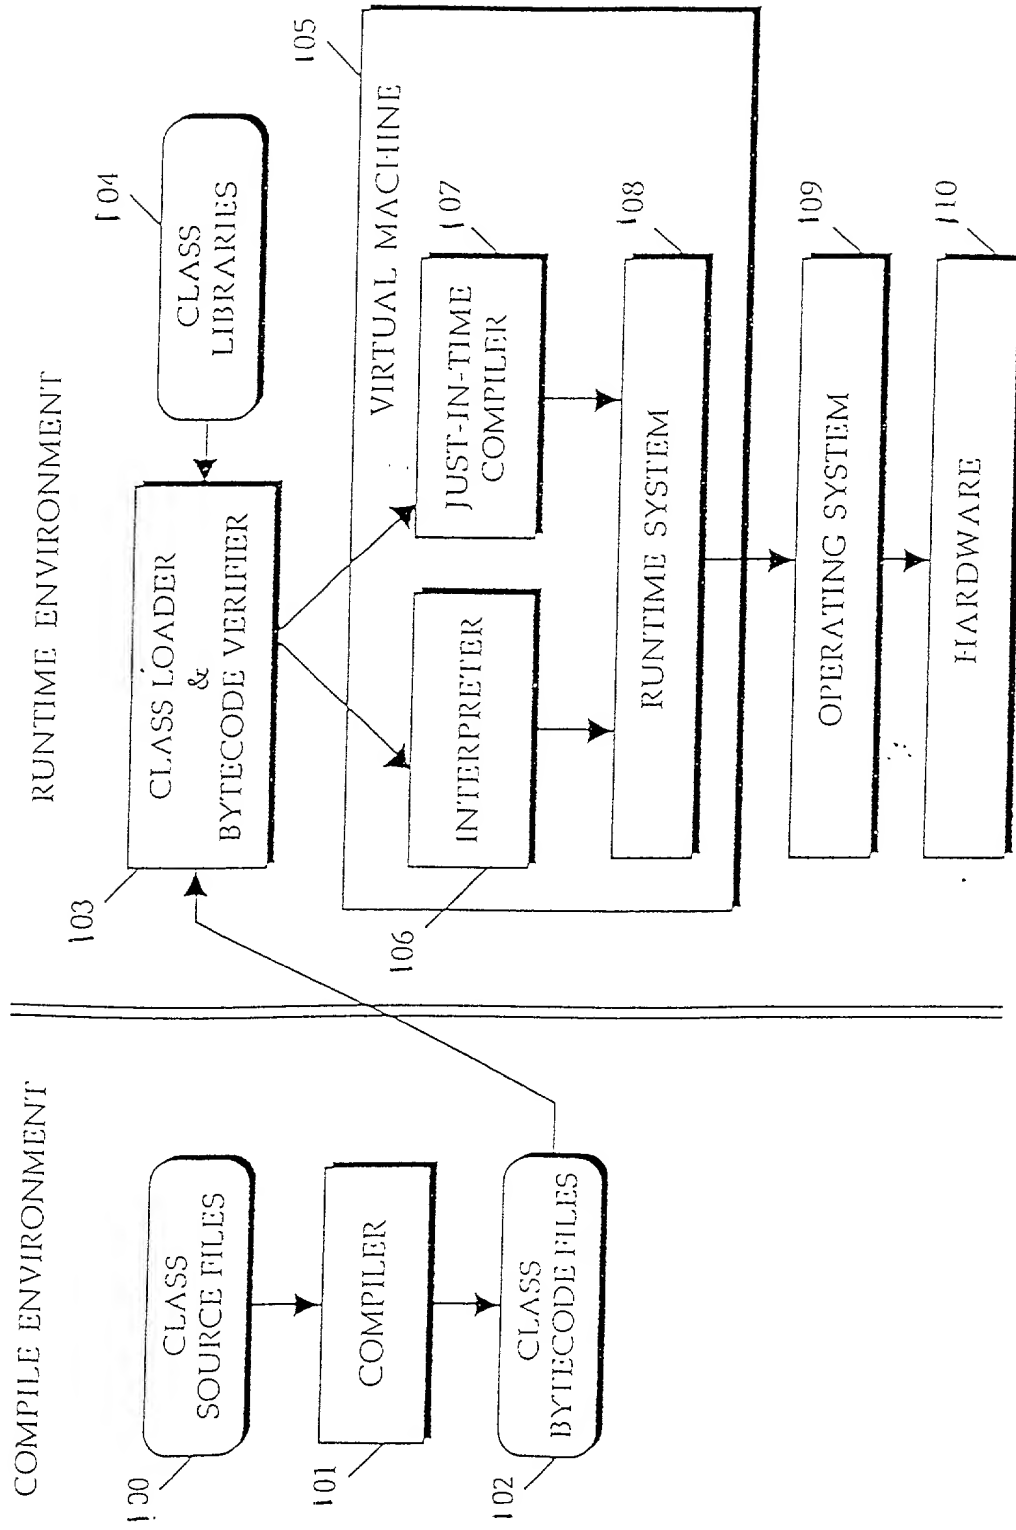 COMPILE ENVIRONMENT
100
CLASS
SOURCE FILES
101
COMPILER
102
CLASS
BYTECODE FILES
RUNTIME ENVIRONMENT
103
CLASS LOADER
&
BYTECODE VERIFIER
104
CLASS
LIBRARIES
105
VIRTUAL MACHINE
106
INTERPRETER
107
JUST-IN-TIME
COMPILER
108
RUNTIME SYSTEM
109
OPERATING SYSTEM
110
HARDWARE